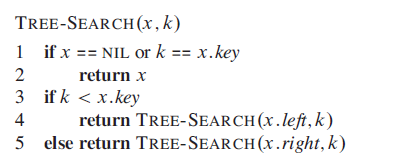 TREE-SEARCH(x, k)
1 if x == NIL or k == x.key
2 return x
3 if k < x.key
4 return TREE-SEARCH(x.left, k)
5 else return TREE-SEARCH(x.right, k)